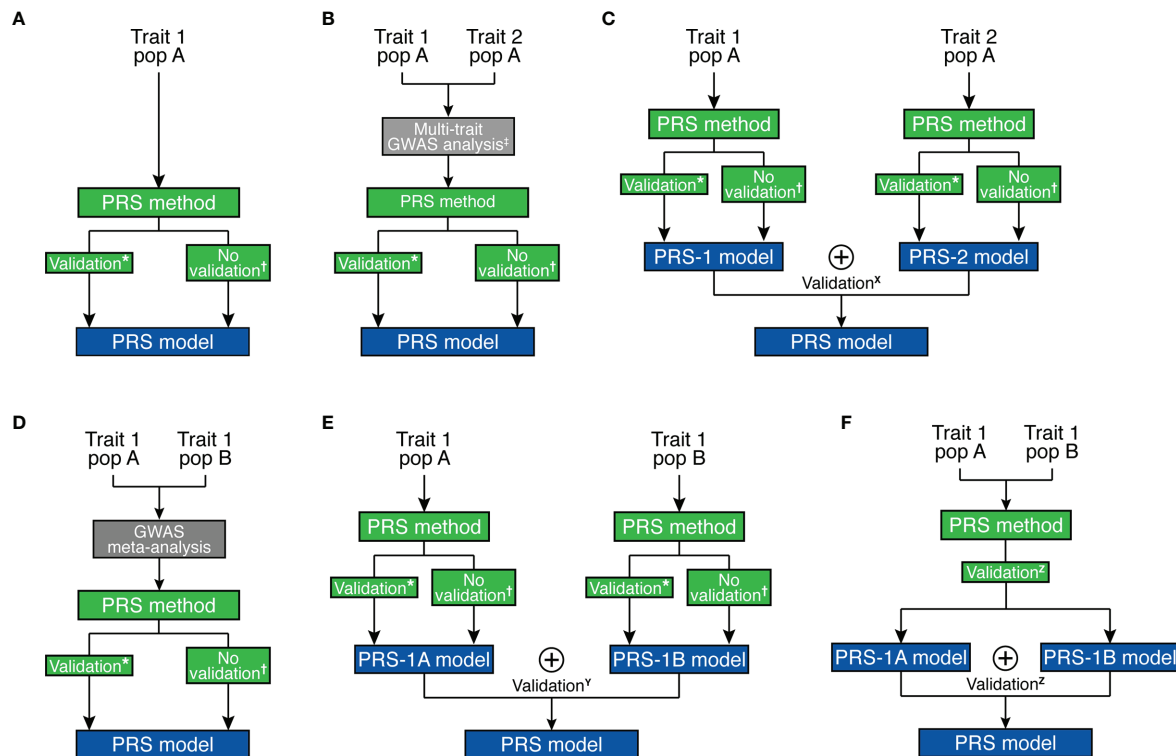 A
Trait 1
pop A
PRS method
Validation*
No
validation†
PRS model
B
Trait 1
pop A
Trait 2
pop A
Multi-trait
GWAS analysis‡
PRS method
Validation*
No
validation†
PRS model
C
Trait 1
pop A
Trait 2
pop A
PRS method
PRS method
Validation*
No
validation†
Validation*
No
validation†
PRS-1 model
+
PRS-2 model
Validationˣ
PRS model
D
Trait 1
pop A
Trait 1
pop B
GWAS
meta-analysis
PRS method
Validation*
No
validation†
PRS model
E
Trait 1
pop A
Trait 1
pop B
PRS method
PRS method
Validation*
No
validation†
Validation*
No
validation†
PRS-1A model
+
PRS-1B model
Validationʸ
PRS model
F
Trait 1
pop A
Trait 1
pop B
PRS method
Validationᶻ
PRS-1A model
+
PRS-1B model
Validationᶻ
PRS model